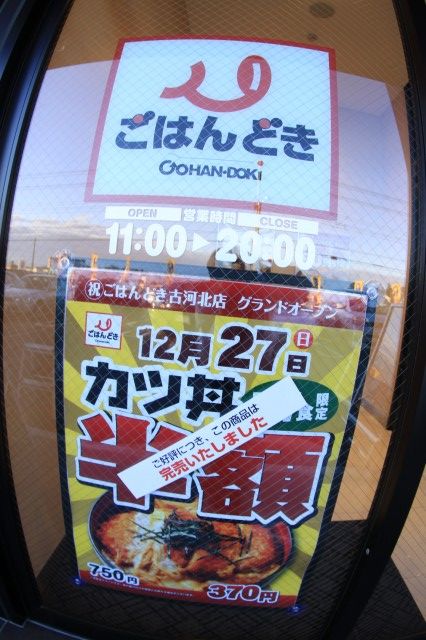 ごはんどき
GOHAN-DOKI
OPEN 営業時間 CLOSE
11:00▶20:00
祝 ごはんどき古河北店 グランドオープン
ごはんどき
12月27日(日)
カツ丼
食限定
半額
ご好評につき、この商品は
完売いたしました
750円
370円